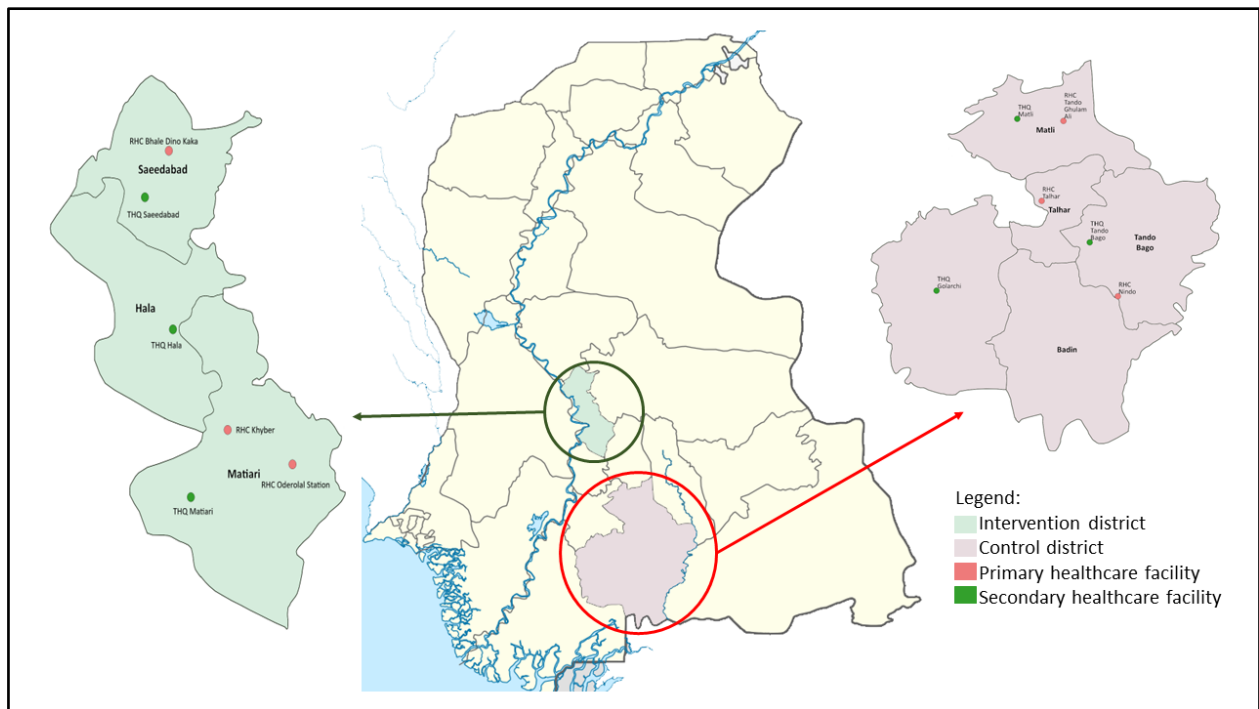 RHC Bhale Dino Kaka
Saeedabad
THQ Saeedabad
Hala
THQ Hala
RHC Khyber
Matiari
RHC Oderolal Station
THQ Matiari
THQ
Matli
RHC
Tando
Ghulam
Ali
Matli
RHC
Talhar
Talhar
THQ
Tando
Bago
Tando
Bago
THQ
Golarchi
RHC
Nindo
Badin
Legend:
Intervention district
Control district
Primary healthcare facility
Secondary healthcare facility